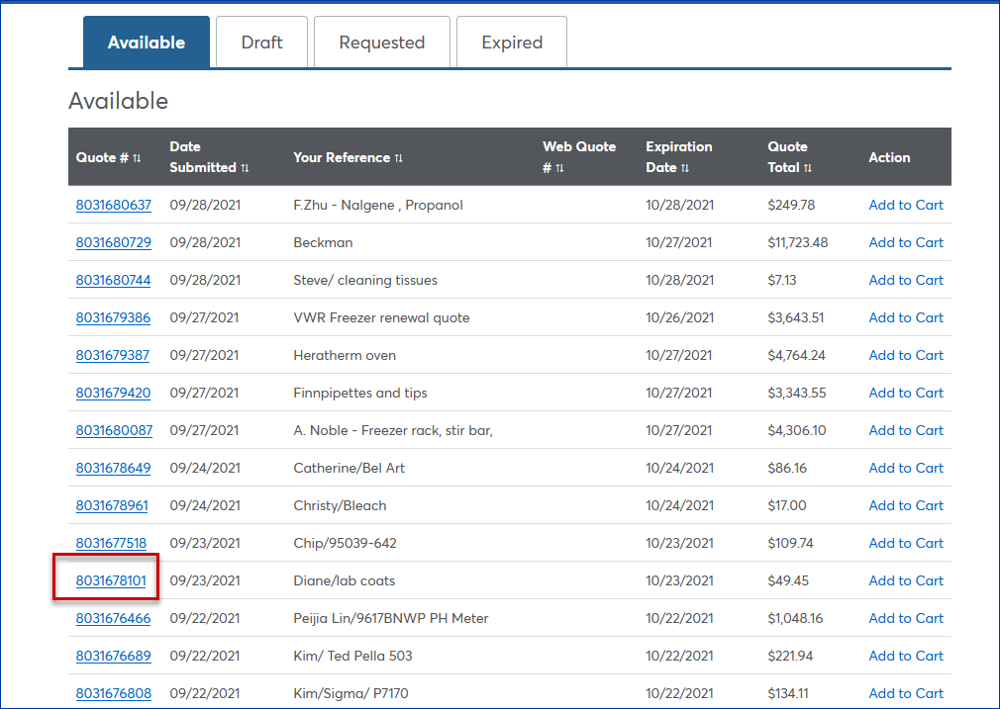 Available Draft Requested Expired
Available
Quote # ⇅ Date Submitted ⇅ Your Reference ⇅ Web Quote # ⇅ Expiration Date ⇅ Quote Total ⇅ Action
8031680637 09/28/2021 F.Zhu - Nalgene , Propanol 10/28/2021 $249.78 Add to Cart
8031680729 09/28/2021 Beckman 10/27/2021 $11,723.48 Add to Cart
8031680744 09/28/2021 Steve/ cleaning tissues 10/28/2021 $7.13 Add to Cart
8031679386 09/27/2021 VWR Freezer renewal quote 10/26/2021 $3,643.51 Add to Cart
8031679387 09/27/2021 Heratherm oven 10/27/2021 $4,764.24 Add to Cart
8031679420 09/27/2021 Finnpipettes and tips 10/27/2021 $3,343.55 Add to Cart
8031680087 09/27/2021 A. Noble - Freezer rack, stir bar, 10/27/2021 $4,306.10 Add to Cart
8031678649 09/24/2021 Catherine/Bel Art 10/24/2021 $86.16 Add to Cart
8031678961 09/24/2021 Christy/Bleach 10/24/2021 $17.00 Add to Cart
8031677518 09/23/2021 Chip/95039-642 10/23/2021 $109.74 Add to Cart
8031678101 09/23/2021 Diane/lab coats 10/23/2021 $49.45 Add to Cart
8031676466 09/22/2021 Peijia Lin/9617BNWP PH Meter 10/22/2021 $1,048.16 Add to Cart
8031676689 09/22/2021 Kim/ Ted Pella 503 10/22/2021 $221.94 Add to Cart
8031676808 09/22/2021 Kim/Sigma/ P7170 10/22/2021 $134.11 Add to Cart